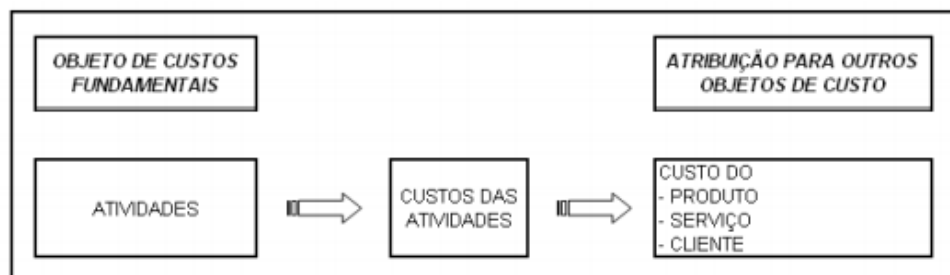 OBJETO DE CUSTOS
FUNDAMENTAIS
ATRIBUIÇÃO PARA OUTROS
OBJETOS DE CUSTO
ATIVIDADES
CUSTOS DAS
ATIVIDADES
CUSTO DO
- PRODUTO
- SERVIÇO
- CLIENTE